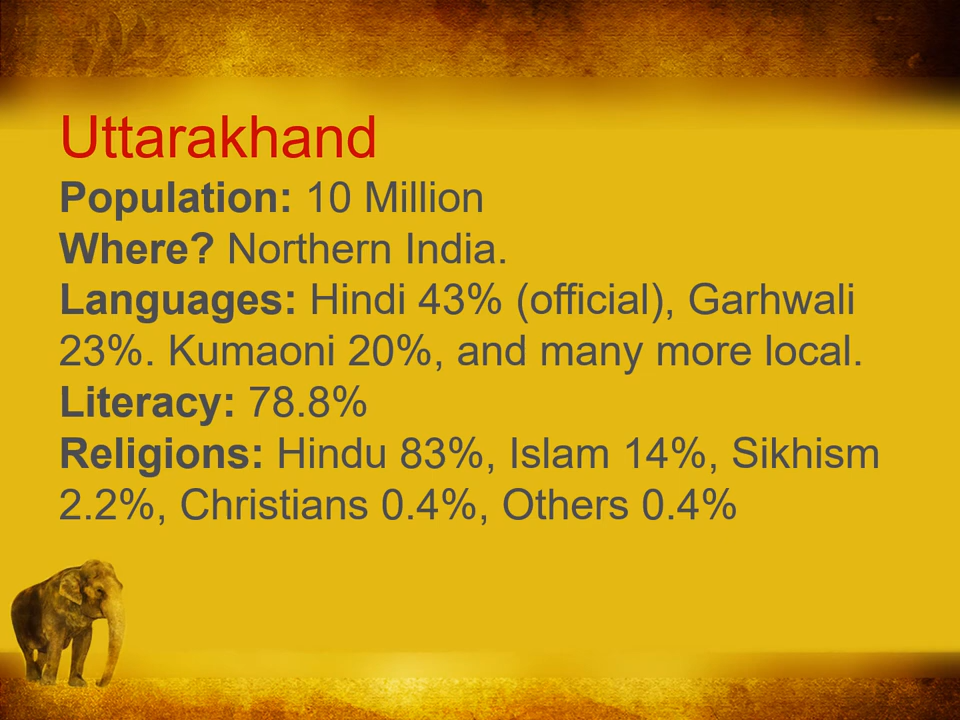 Uttarakhand
Population: 10 Million
Where? Northern India.
Languages: Hindi 43% (official), Garhwali
23%. Kumaoni 20%, and many more local.
Literacy: 78.8%
Religions: Hindu 83%, Islam 14%, Sikhism
2.2%, Christians 0.4%, Others 0.4%